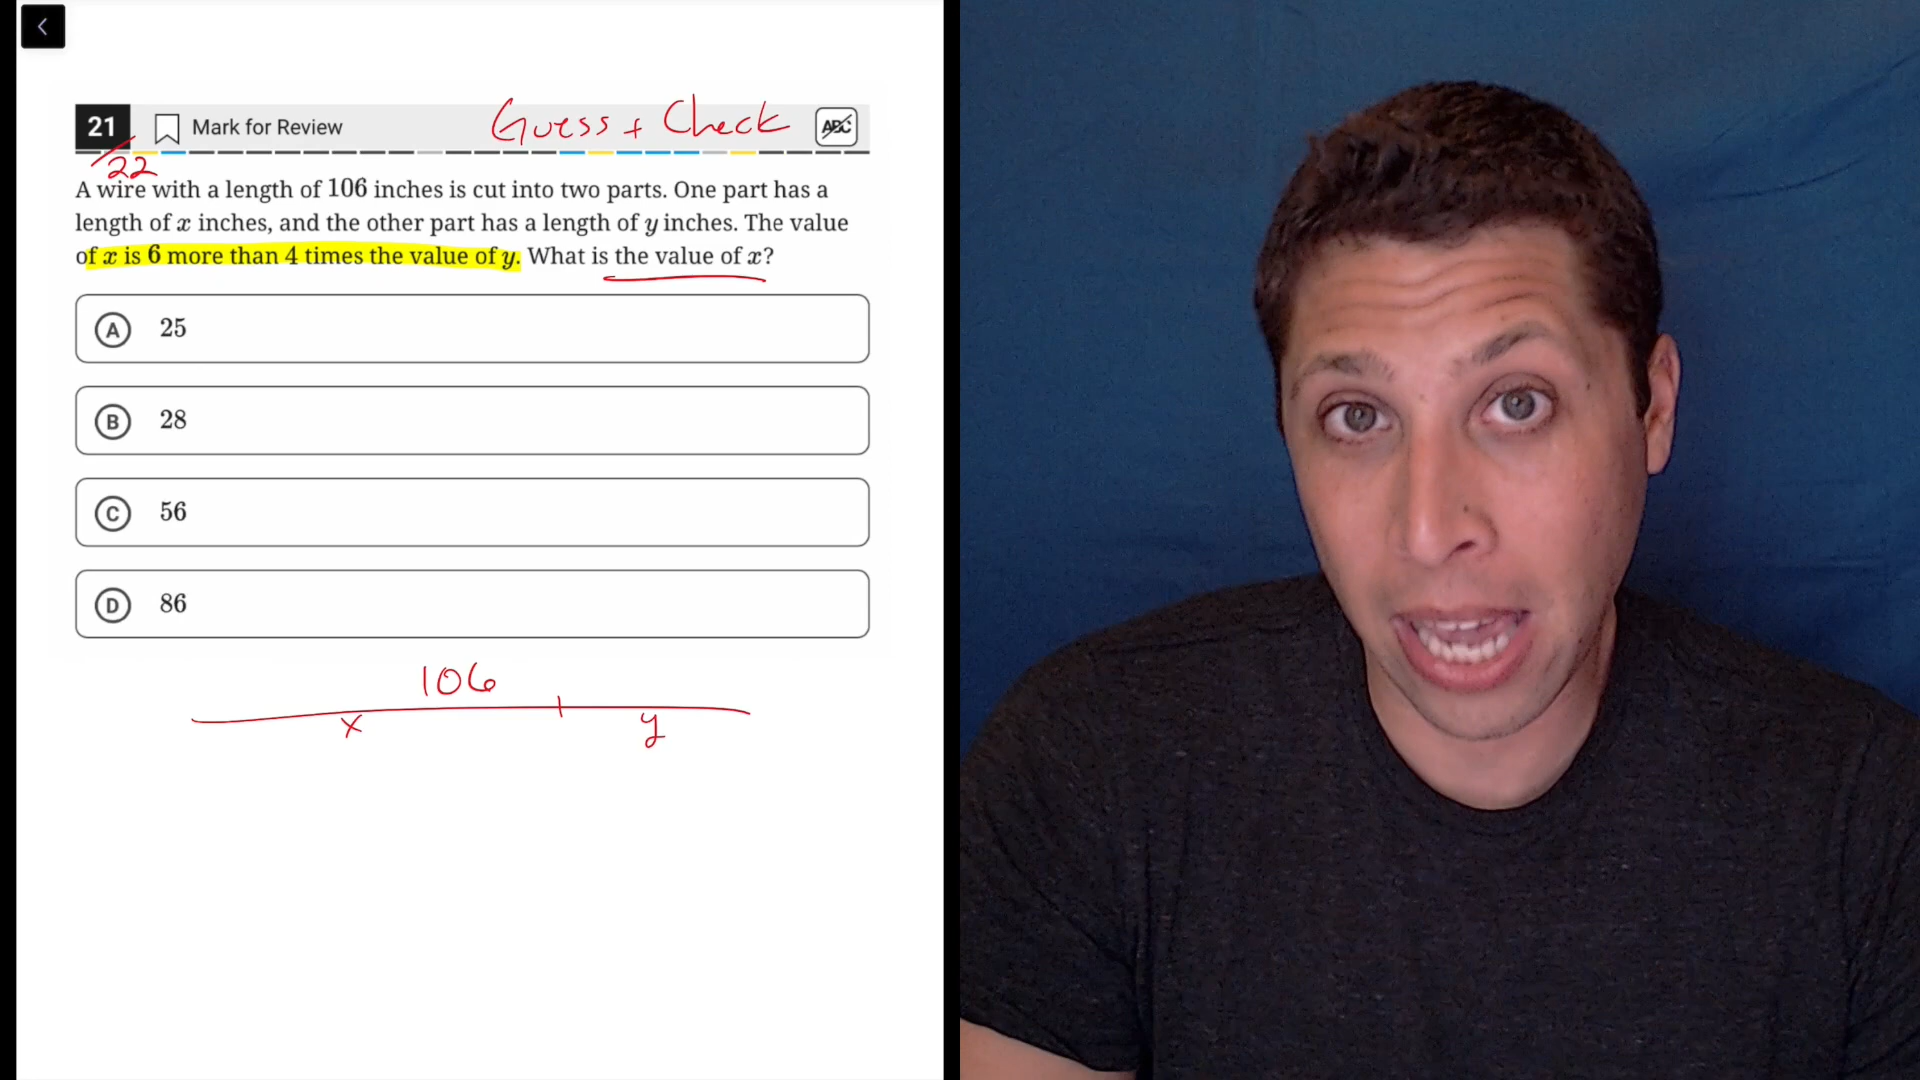 21 Mark for Review Guess + Check ABC
/22
A wire with a length of 106 inches is cut into two parts. One part has a
length of x inches, and the other part has a length of y inches. The value
of x is 6 more than 4 times the value of y. What is the value of x?
A 25
B 28
C 56
D 86
106
x y